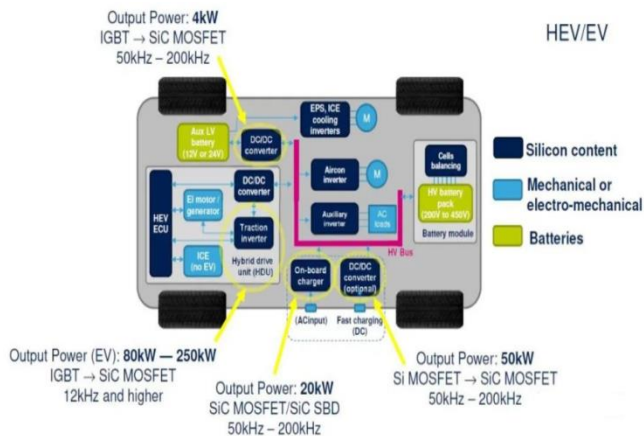 Output Power: 4kW
IGBT → SiC MOSFET
50kHz – 200kHz
HEV/EV
Aux LV
battery
(12V or 24V)
DC/DC
converter
EPS, ICE
cooling
inverters
M
Cells
balancing
HV battery
pack
(200V to 450V)
Battery module
Silicon content
Mechanical or
electro-mechanical
Batteries
HEV
ECU
DC/DC
converter
El motor /
generator
Traction
inverter
ICE
(no EV)
Hybrid drive
unit (HDU)
Aircon
inverter
M
Auxiliary
inverter
AC
loads
HV Bus
On-board
charger
DC/DC
converter
(optional)
(ACinput)
Fast charging
(DC)
Output Power (EV): 80kW — 250kW
IGBT → SiC MOSFET
12kHz and higher
Output Power: 20kW
SiC MOSFET/SiC SBD
50kHz – 200kHz
Output Power: 50kW
Si MOSFET → SiC MOSFET
50kHz – 200kHz